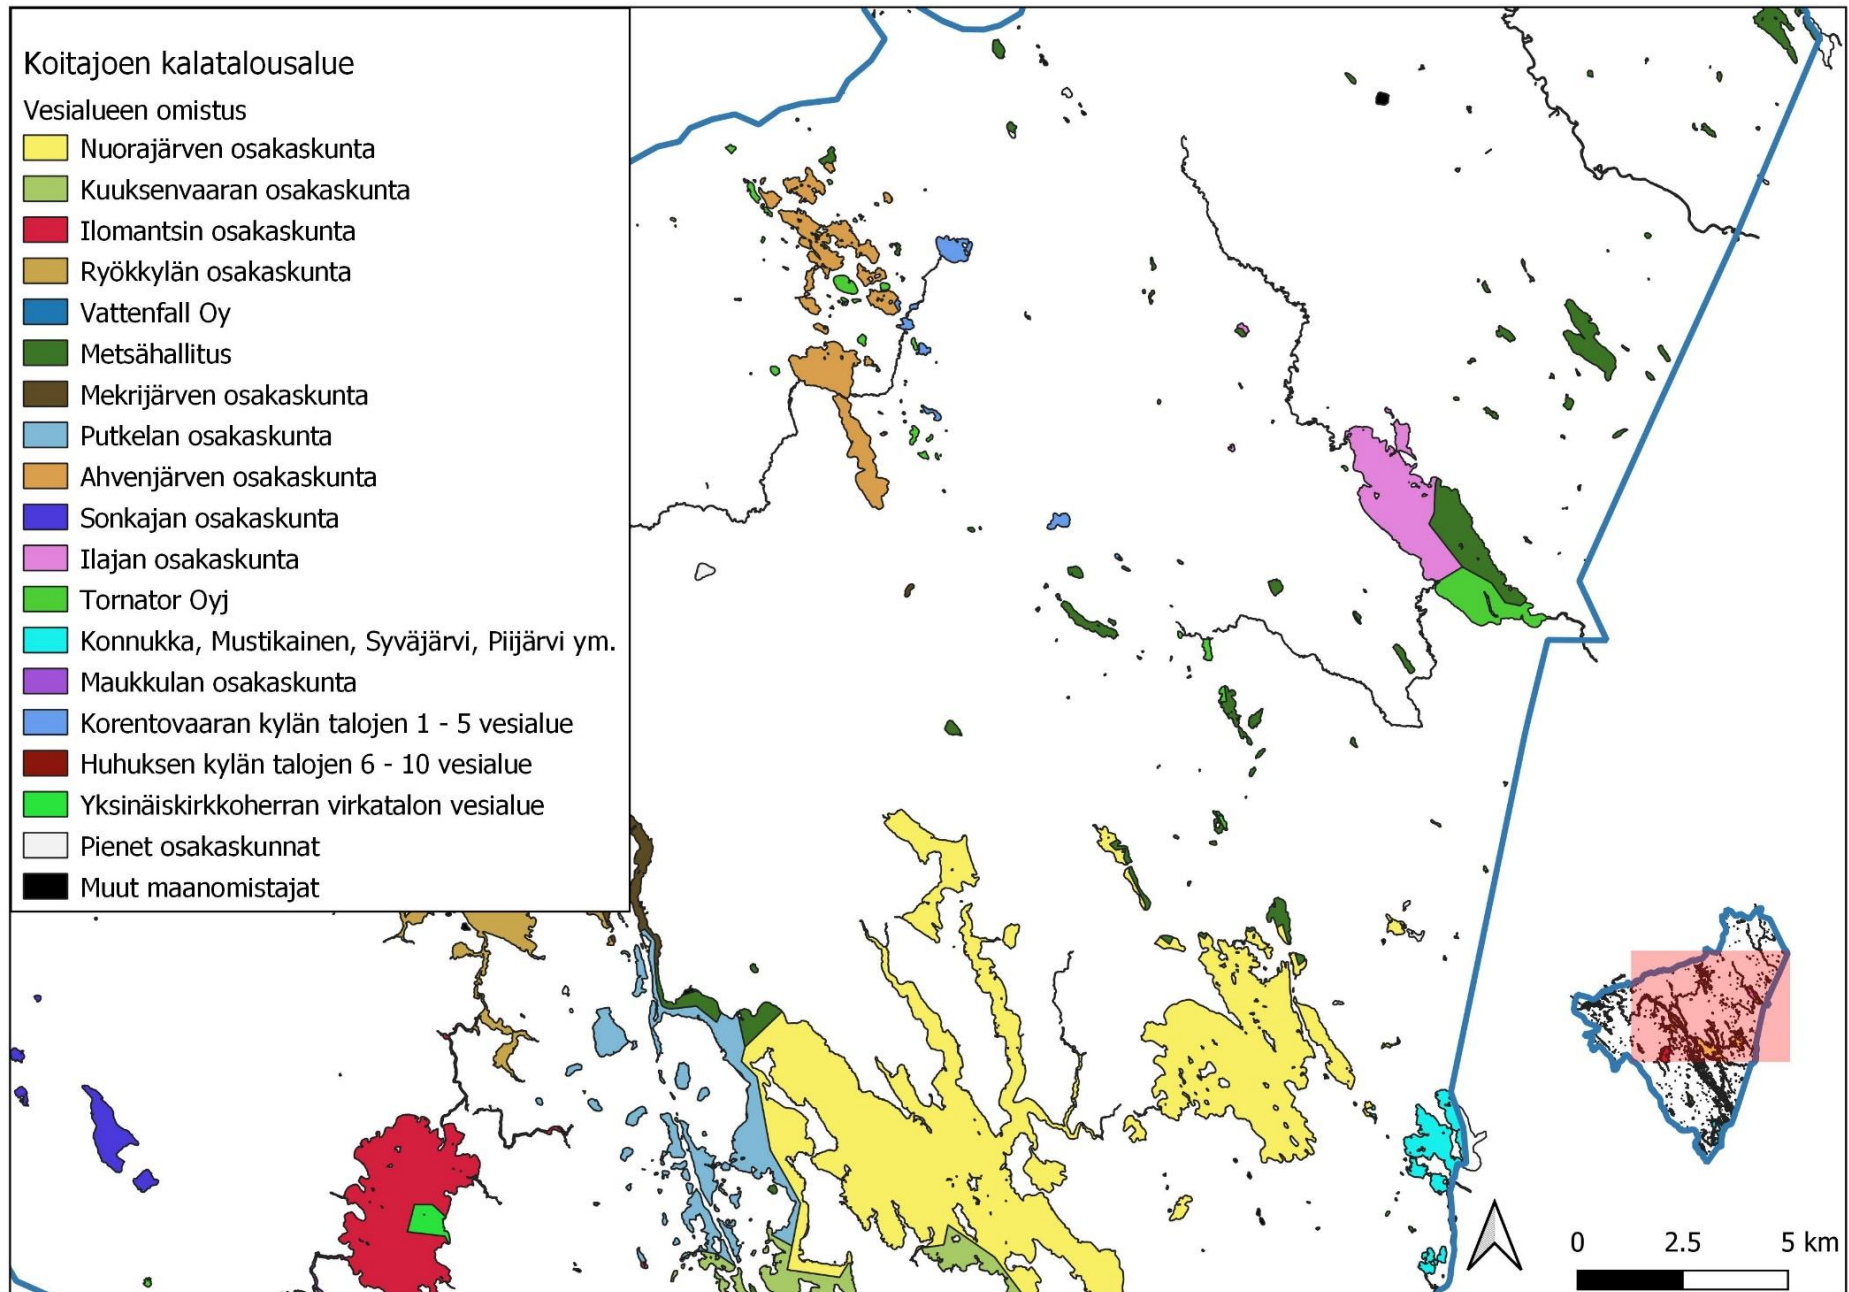 Koitajoen kalatalousalue
Vesialueen omistus
Nuorajärven osakaskunta
Kuuksenvaaran osakaskunta
Ilomantsin osakaskunta
Ryökkylän osakaskunta
Vattenfall Oy
Metsähallitus
Mekrijärven osakaskunta
Putkelan osakaskunta
Ahvenjärven osakaskunta
Sonkajan osakaskunta
Ilajan osakaskunta
Tornator Oyj
Konnukka, Mustikainen, Syväjärvi, Piijärvi ym.
Maukkulan osakaskunta
Korentovaaran kylän talojen 1 - 5 vesialue
Huhuksen kylän talojen 6 - 10 vesialue
Yksinäiskirkkoherran virkatalon vesialue
Pienet osakaskunnat
Muut maanomistajat
0 2.5 5 km